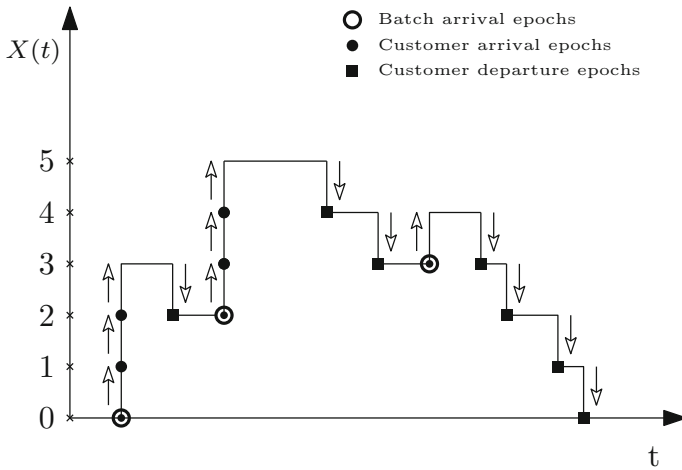 Batch arrival epochs
Customer arrival epochs
Customer departure epochs
X(t)
5
4
3
2
1
0
t